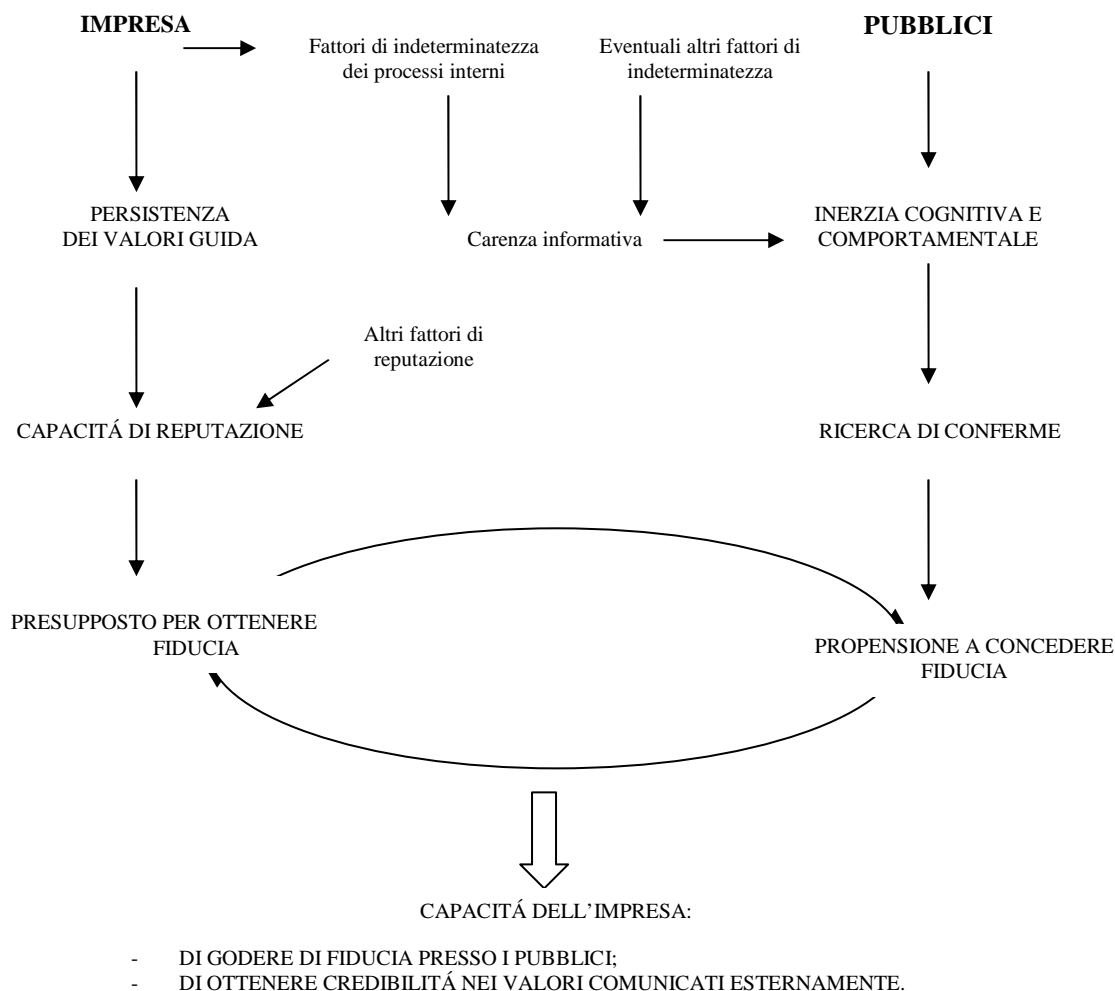 IMPRESA
PUBBLICI
Fattori di indeterminatezza
dei processi interni
Eventuali altri fattori di
indeterminatezza
PERSISTENZA
DEI VALORI GUIDA
Carenza informativa
INERZIA COGNITIVA E
COMPORTAMENTALE
Altri fattori di
reputazione
CAPACITÁ DI REPUTAZIONE
RICERCA DI CONFERME
PRESUPPOSTO PER OTTENERE
FIDUCIA
PROPENSIONE A CONCEDERE
FIDUCIA
CAPACITÁ DELL’IMPRESA:
- DI GODERE DI FIDUCIA PRESSO I PUBBLICI;
- DI OTTENERE CREDIBILITÁ NEI VALORI COMUNICATI ESTERNAMENTE.